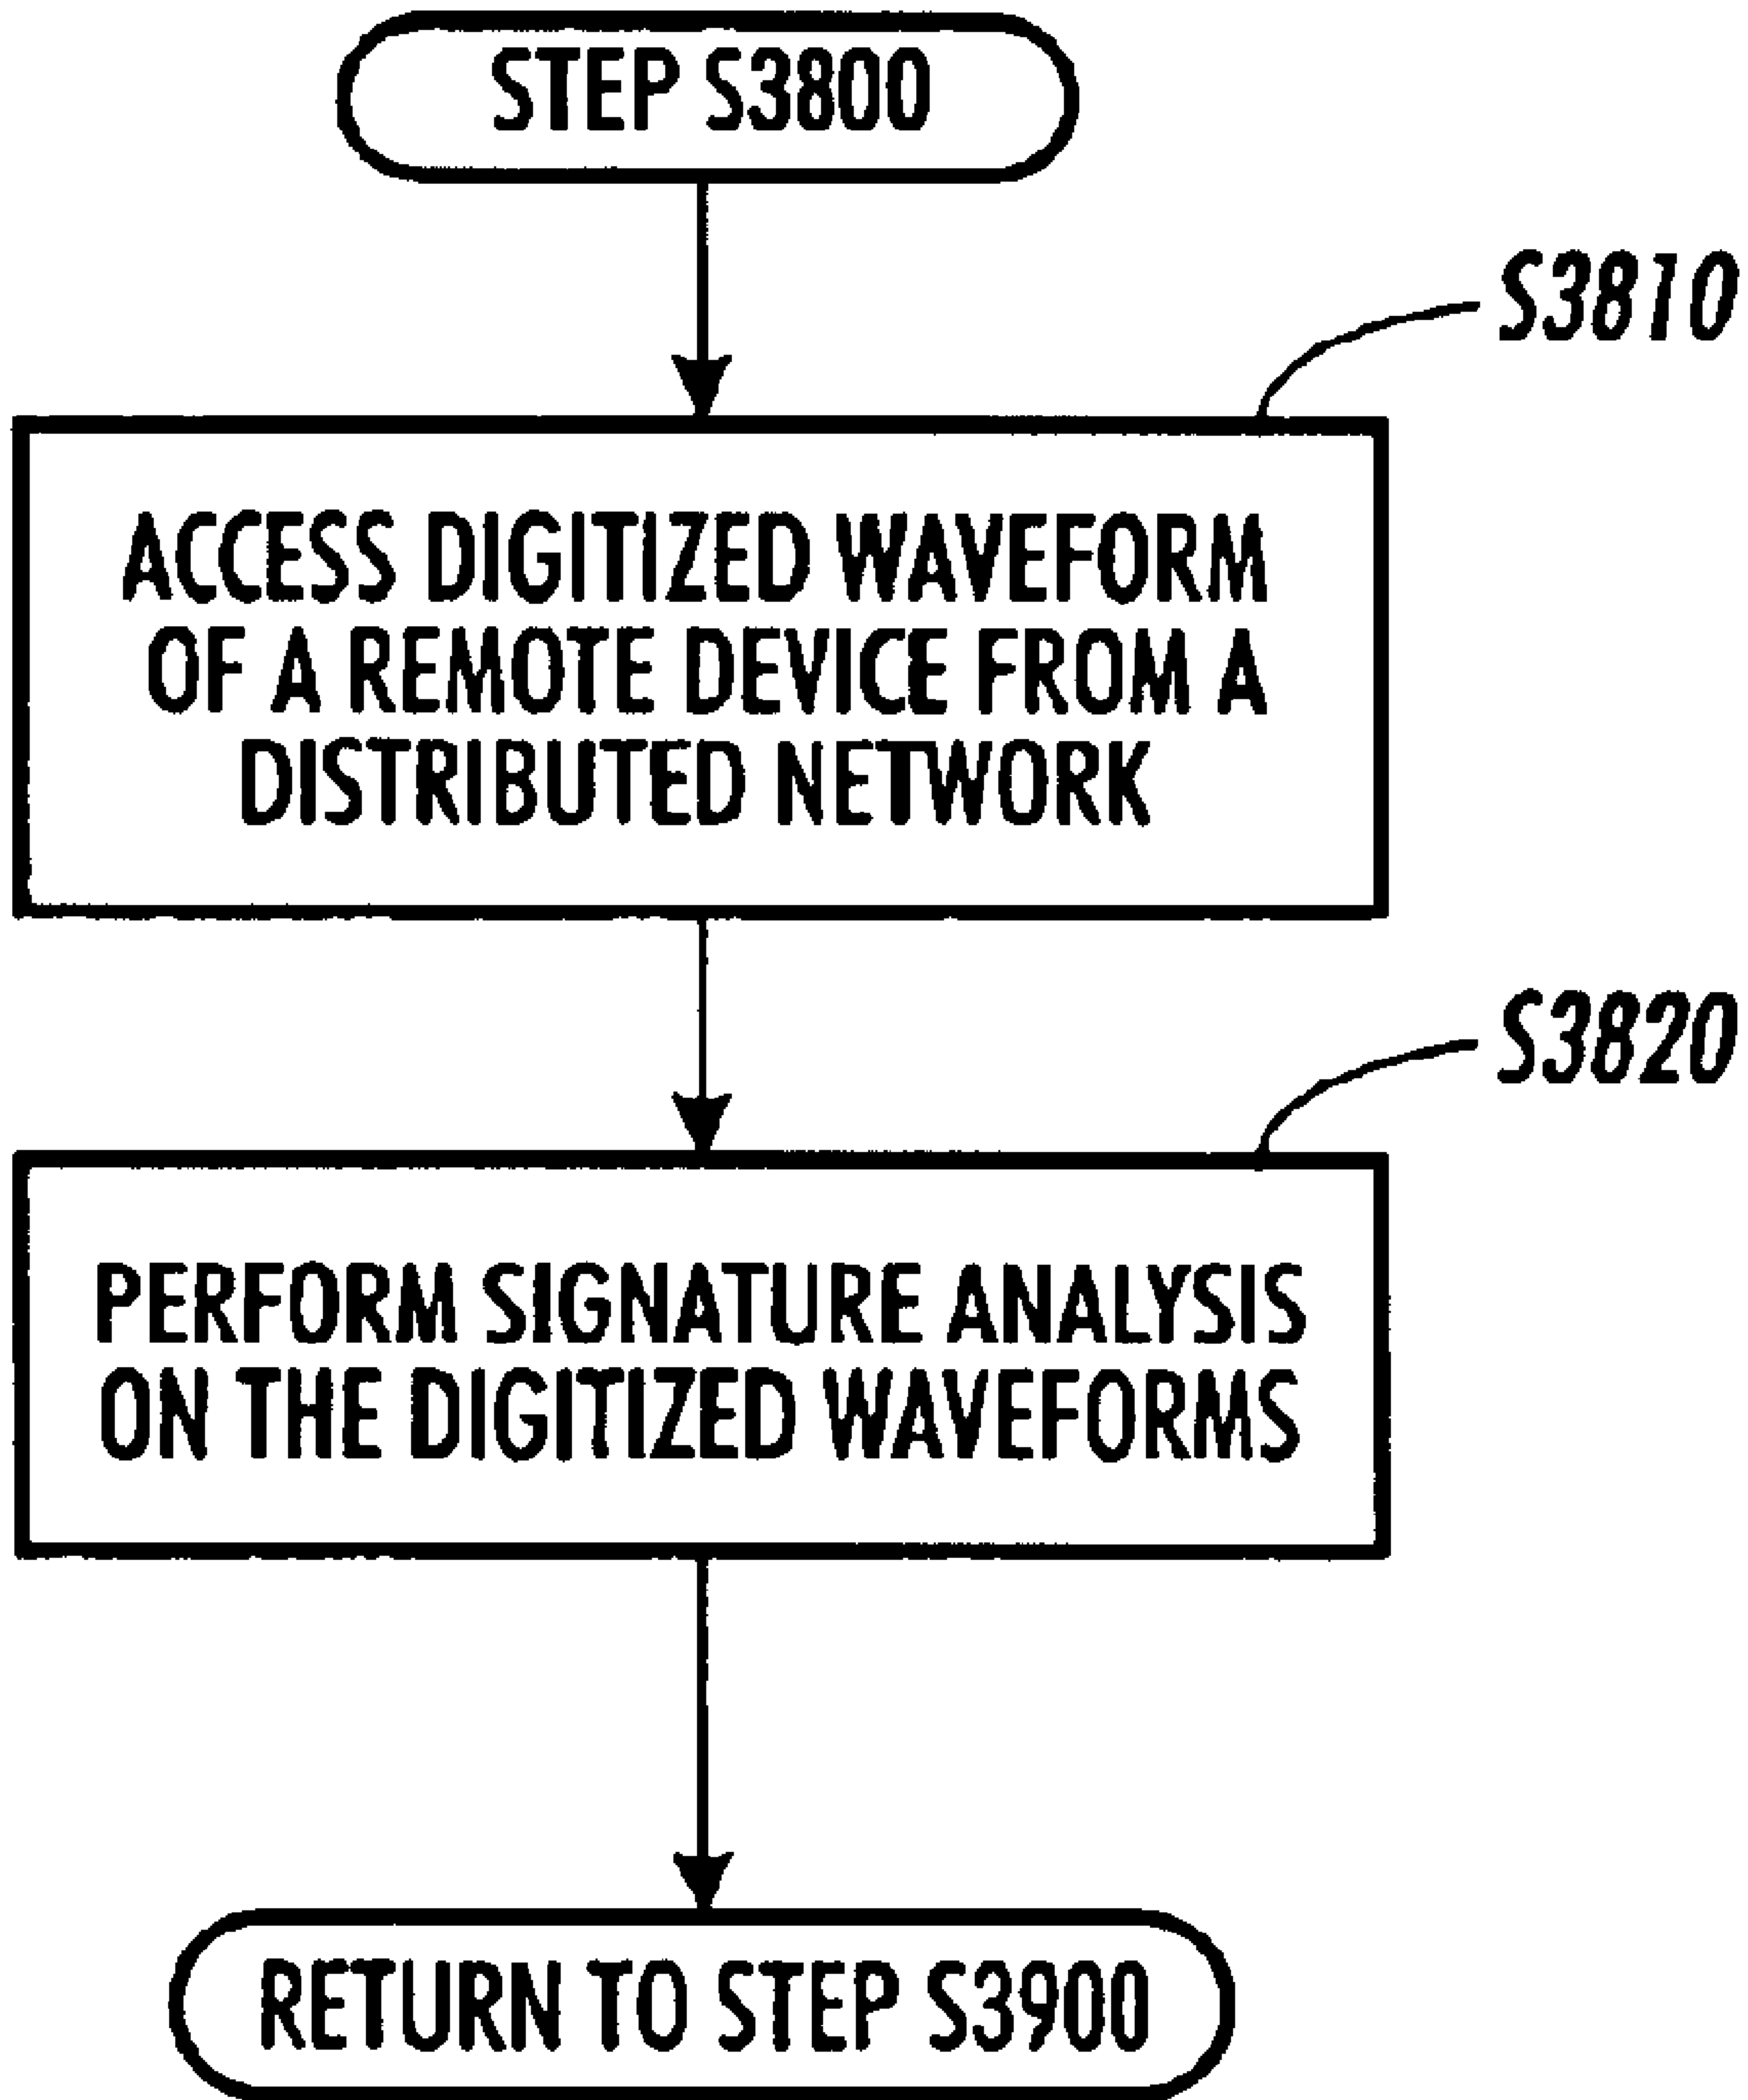 STEP S3800
S3810
ACCESS DIGITIZED WAVEFORM
OF A REMOTE DEVICE FROM A
DISTRIBUTED NETWORK
S3820
PERFORM SIGNATURE ANALYSIS
ON THE DIGITIZED WAVEFORMS
RETURN TO STEP S3900